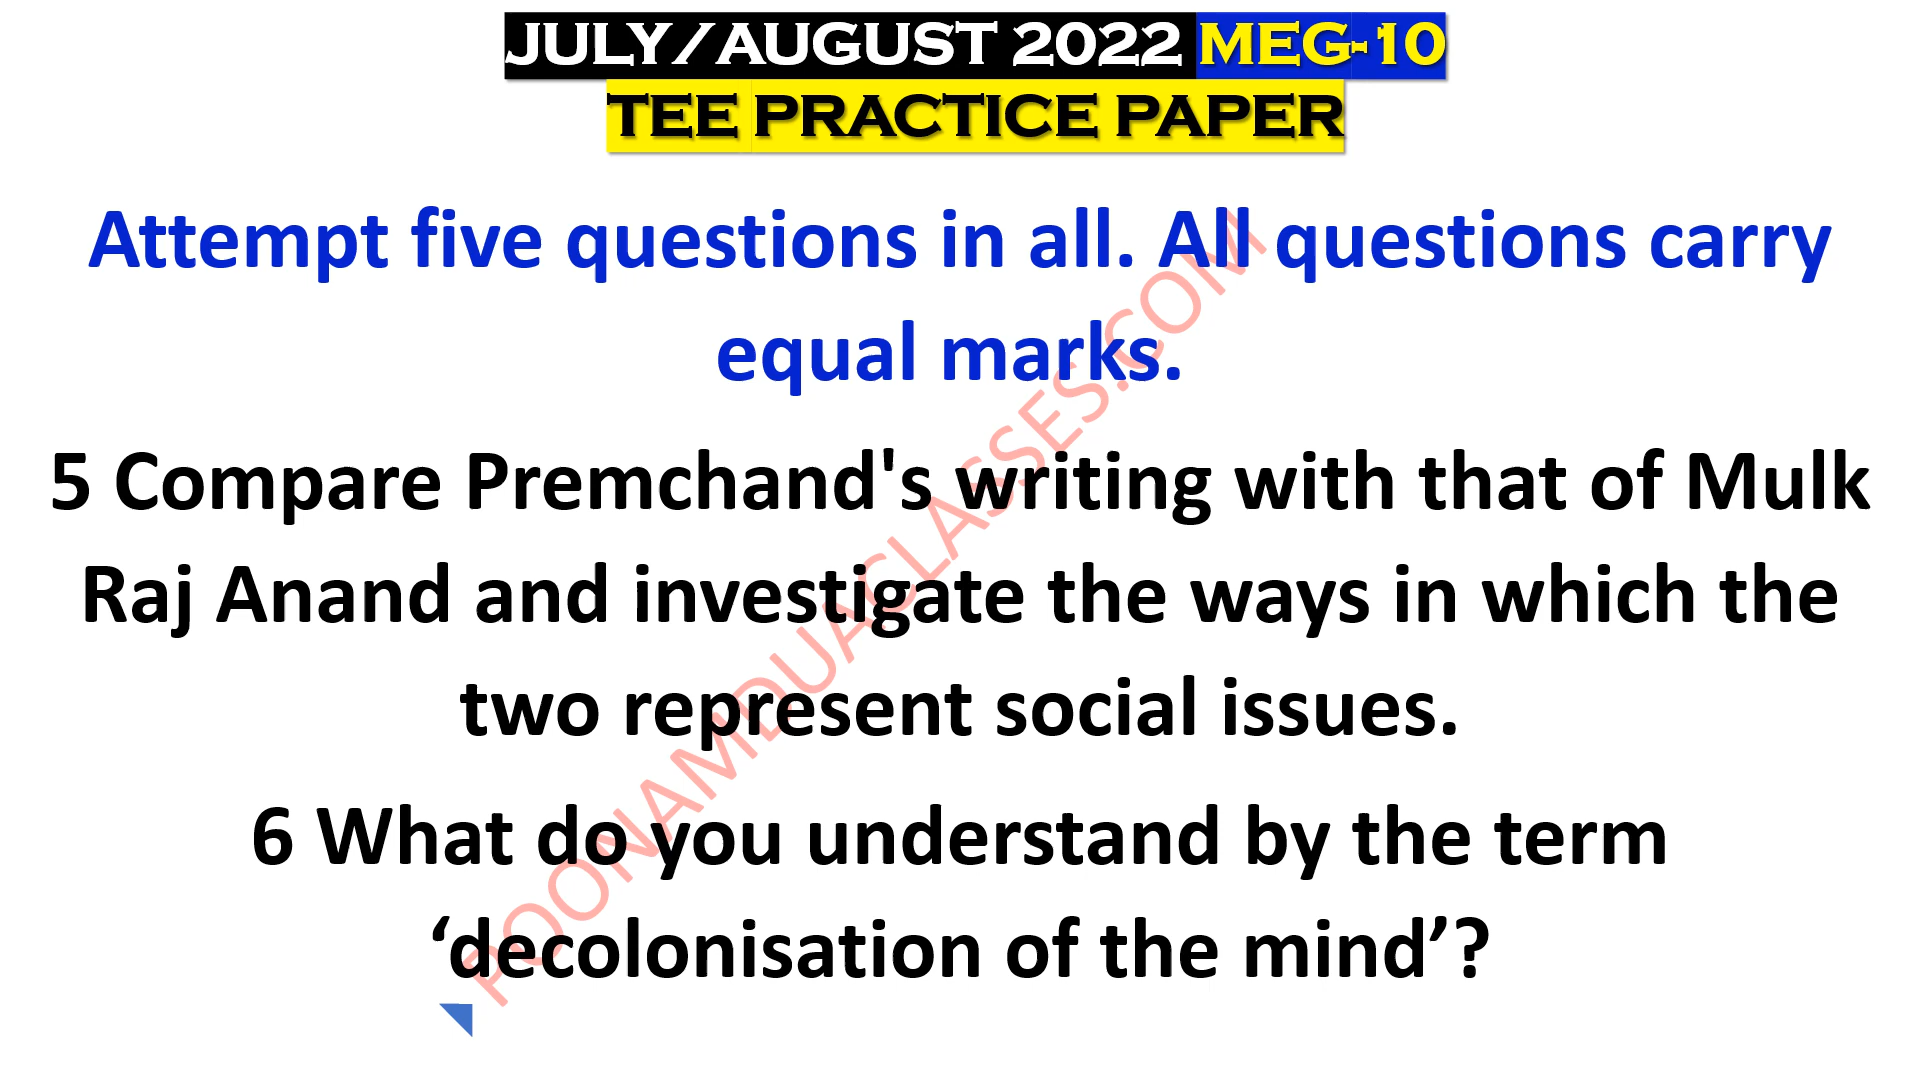 JULY/AUGUST 2022 MEG-10
TEE PRACTICE PAPER
Attempt five questions in all. All questions carry
equal marks.
5 Compare Premchand's writing with that of Mulk
Raj Anand and investigate the ways in which the
two represent social issues.
6 What do you understand by the term
‘decolonisation of the mind’?
POONAMDUACLASSES.COM